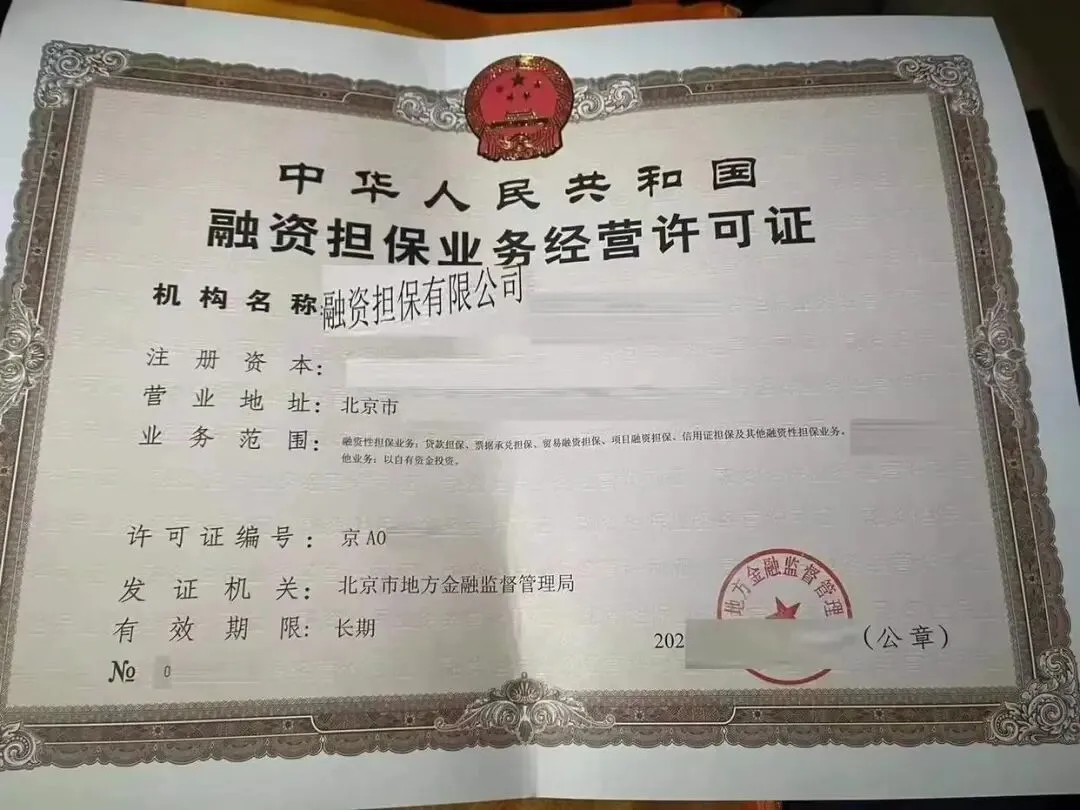 中华人民共和国
融资担保业务经营许可证
机构名称 融资担保有限公司
注册资本:
营业地址: 北京市
业务范围: 融资性担保业务：贷款担保、票据承兑担保、贸易融资担保、项目融资担保、信用证担保及其他融资性担保业务。
他业务：以自有资金投资。
许可证编号: 京A0
发证机关: 北京市地方金融监督管理局
有效期限: 长期
地方金融监督管理
202 (公章)
№ 0